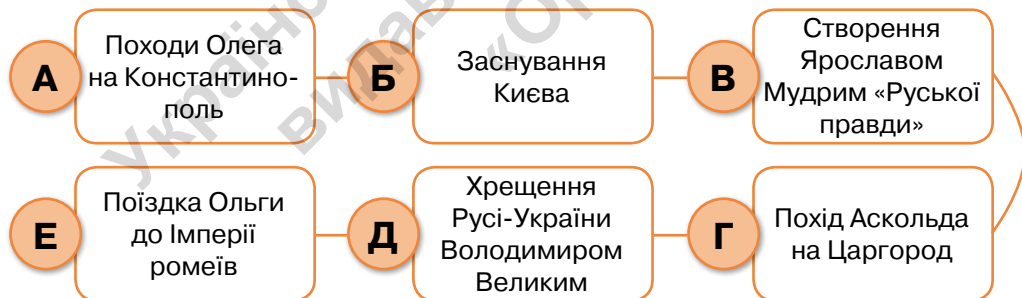 А
Походи Олега
на Константино-
поль
Б
Заснування
Києва
В
Створення
Ярославом
Мудрим «Руської
правди»
Г
Похід Аскольда
на Царгород
Д
Хрещення
Русі-України
Володимиром
Великим
Е
Поїздка Ольги
до Імперії
ромеїв